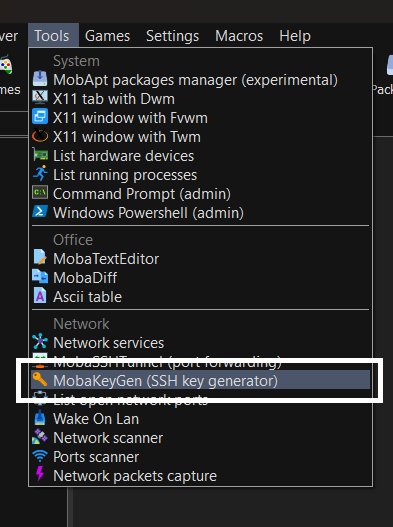 ver Tools Games Settings Macros Help
mes
Pack
System
MobApt packages manager (experimental)
X11 tab with Dwm
X11 window with Fvwm
X11 window with Twm
List hardware devices
List running processes
Command Prompt (admin)
Windows Powershell (admin)
Office
MobaTextEditor
MobaDiff
Ascii table
Network
Network services
MobaSSHTunnel (port forwarding)
MobaKeyGen (SSH key generator)
List open network ports
Wake On Lan
Network scanner
Ports scanner
Network packets capture